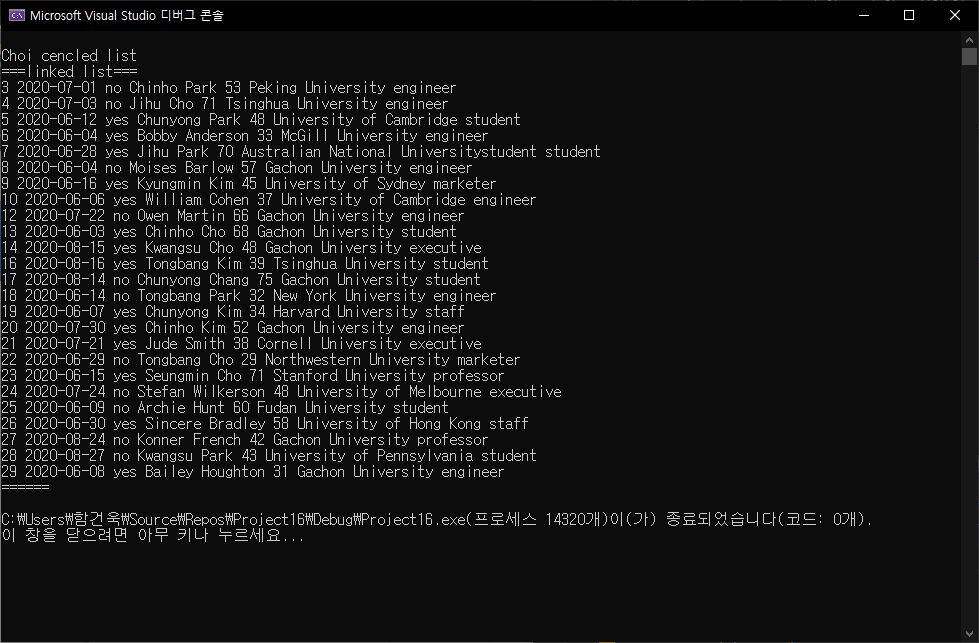 Microsoft Visual Studio 디버그 콘솔
Choi cencled list
===linked list===
3 2020-07-01 no Chinho Park 53 Peking University engineer
4 2020-07-03 no Jihu Cho 71 Tsinghua University engineer
5 2020-06-12 yes Chunyong Park 48 University of Cambridge student
6 2020-06-04 yes Bobby Anderson 33 McGill University engineer
7 2020-06-28 yes Jihu Park 70 Australian National Universitystudent student
8 2020-06-04 no Moises Barlow 57 Gachon University engineer
9 2020-06-16 yes Kyungmin Kim 45 University of Sydney marketer
10 2020-06-06 yes William Cohen 37 University of Cambridge engineer
12 2020-07-22 no Owen Martin 66 Gachon University engineer
13 2020-06-03 yes Chinho Cho 68 Gachon University student
14 2020-08-15 yes Kwangsu Cho 48 Gachon University executive
16 2020-08-16 yes Tongbang Kim 39 Tsinghua University student
17 2020-08-14 no Chunyong Chang 75 Gachon University student
18 2020-06-14 no Tongbang Park 32 New York University engineer
19 2020-06-07 yes Chunyong Kim 34 Harvard University staff
20 2020-07-30 yes Chinho Kim 52 Gachon University engineer
21 2020-07-21 yes Jude Smith 38 Cornell University executive
22 2020-06-29 no Tongbang Cho 29 Northwestern University marketer
23 2020-06-15 yes Seungmin Cho 71 Stanford University professor
24 2020-07-24 no Stefan Wilkerson 48 University of Melbourne executive
25 2020-06-09 no Archie Hunt 60 Fudan University student
26 2020-06-30 yes Sincere Bradley 58 University of Hong Kong staff
27 2020-08-24 no Konner French 42 Gachon University professor
28 2020-08-27 no Kwangsu Park 43 University of Pennsylvania student
29 2020-06-08 yes Bailey Houghton 31 Gachon University engineer
======
C:₩Users₩함건욱₩Source₩Repos₩Project16₩Debug₩Project16.exe(프로세스 14320개)이(가) 종료되었습니다(코드: 0개).
이 창을 닫으려면 아무 키나 누르세요...